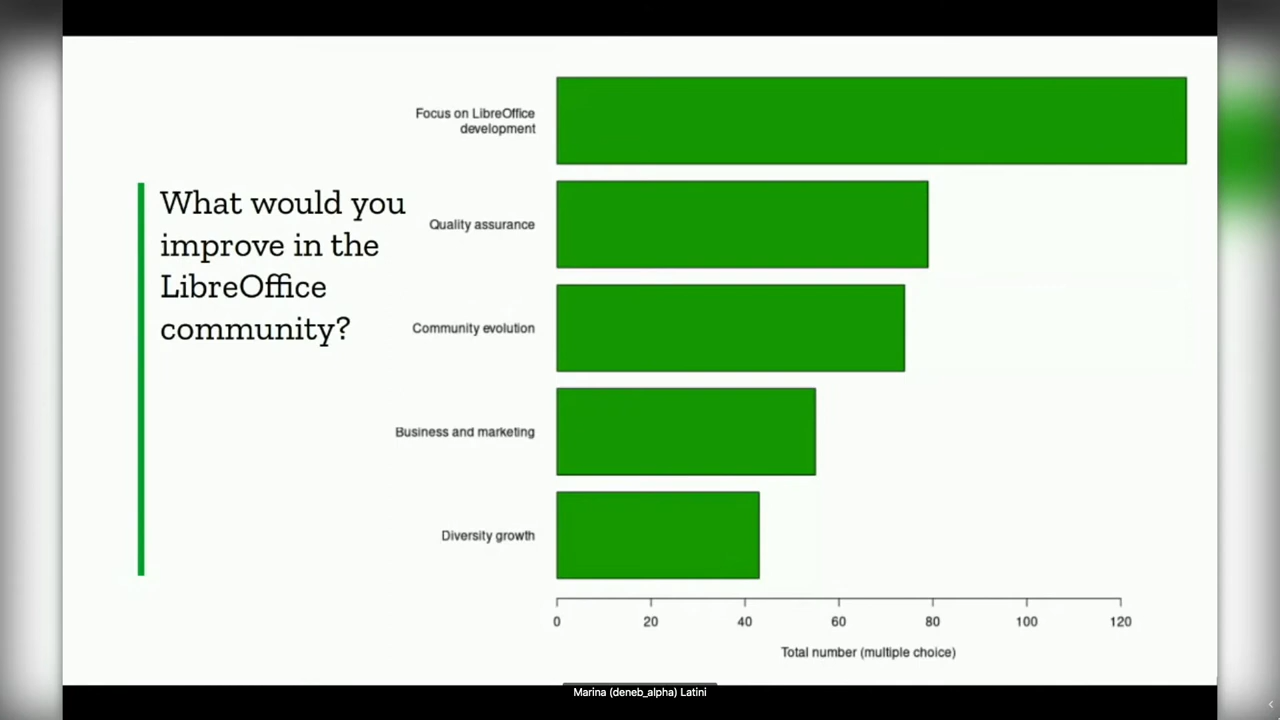 What would you
improve in the
LibreOffice
community?
Focus on LibreOffice
development
Quality assurance
Community evolution
Business and marketing
Diversity growth
0 20 40 60 80 100 120
Total number (multiple choice)
Marina (deneb_alpha) Latini